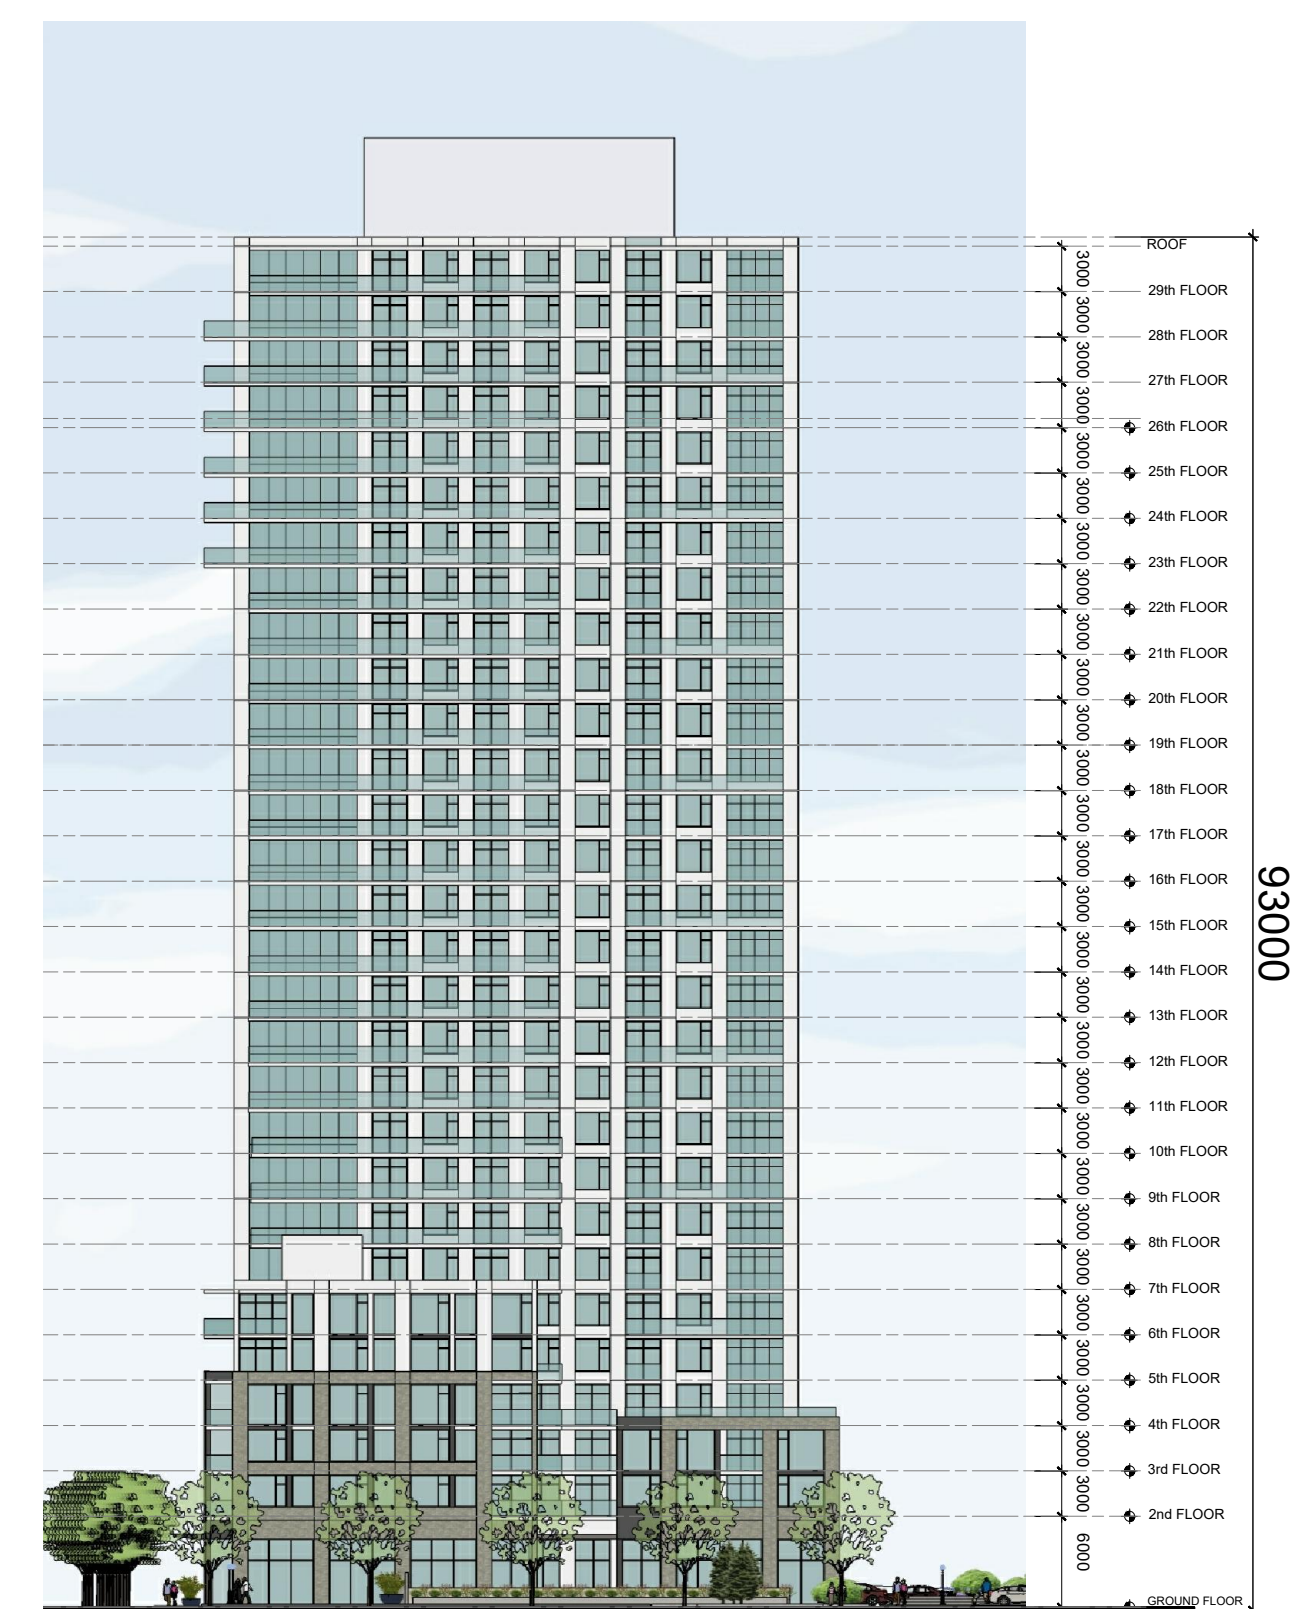 ROOF
3000
29th FLOOR
3000
28th FLOOR
3000
27th FLOOR
3000
26th FLOOR
3000
25th FLOOR
3000
24th FLOOR
3000
23th FLOOR
3000
22th FLOOR
3000
21th FLOOR
3000
20th FLOOR
3000
19th FLOOR
3000
18th FLOOR
3000
17th FLOOR
3000
16th FLOOR
3000
15th FLOOR
93000
3000
14th FLOOR
3000
13th FLOOR
3000
12th FLOOR
3000
11th FLOOR
3000
10th FLOOR
3000
9th FLOOR
3000
8th FLOOR
3000
7th FLOOR
3000
6th FLOOR
3000
5th FLOOR
3000
4th FLOOR
3000
3rd FLOOR
3000
2nd FLOOR
6000
GROUND FLOOR